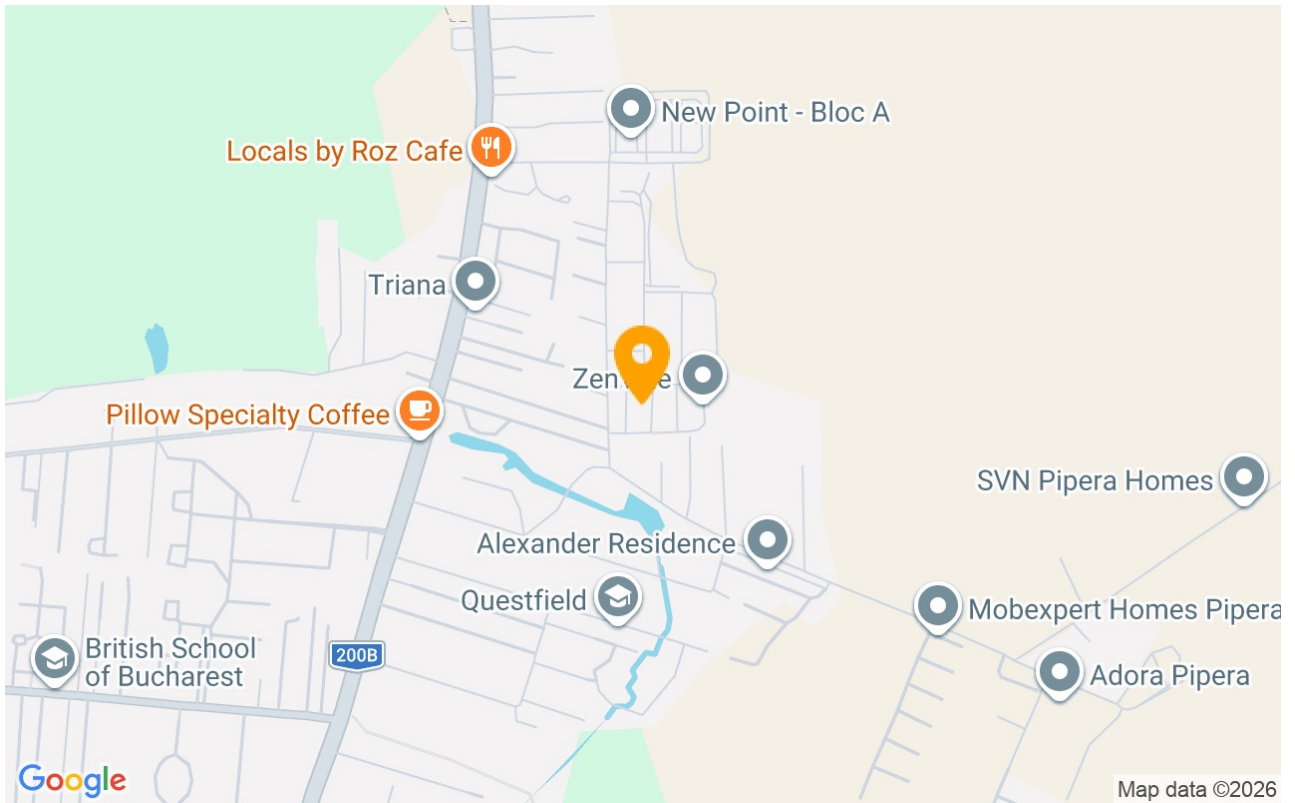 New Point - Bloc A
Locals by Roz Cafe
Triana
Pillow Specialty Coffee
SVN Pipera Homes
Alexander Residence
Questfield
Mobexpert Homes Pipera
British School
of Bucharest
200B
Adora Pipera
Google
Map data ©2026